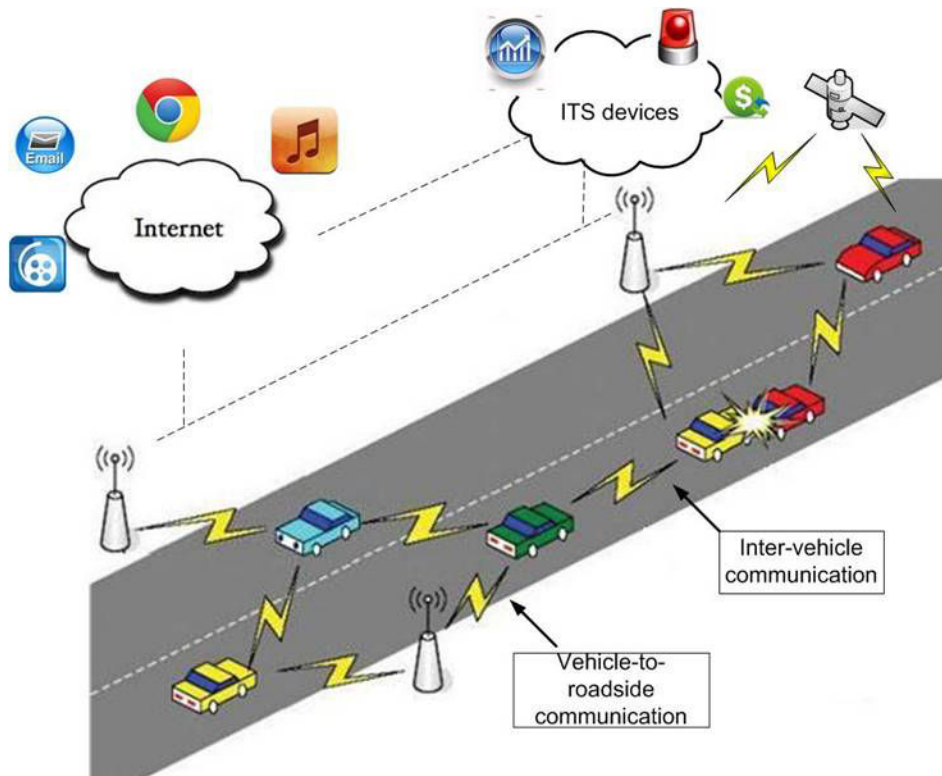 ITS devices
$
Email
Internet
Inter-vehicle
communication
Vehicle-to-
roadside
communication